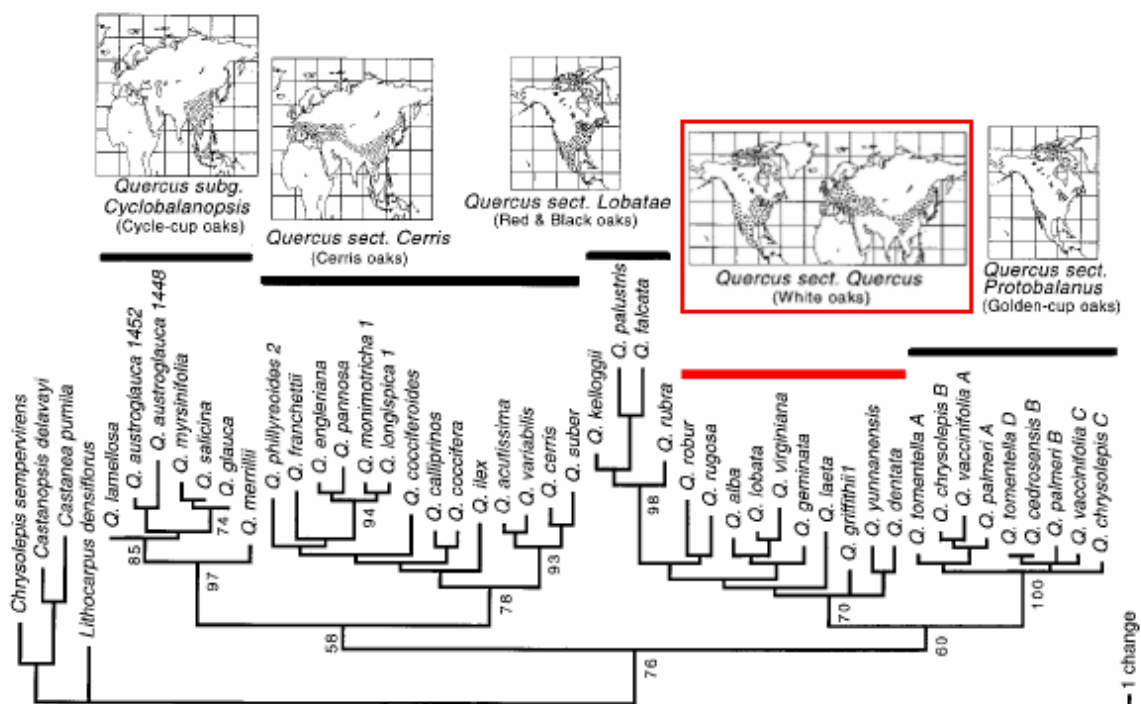 Quercus subg.
Cyclobalanopsis
(Cycle-cup oaks)
Quercus sect. Cerris
(Cerris oaks)
Quercus sect. Lobatae
(Red & Black oaks)
Quercus sect. Quercus
(White oaks)
Quercus sect.
Protobalanus
(Golden-cup oaks)
Chrysolepis sempervirens
Castanopsis delavayi
Castanea pumila
Lithocarpus densiflorus
Q. lamellosa
Q. austroglauca 1452
Q. austroglauca 1448
Q. myrsinifolia
Q. salicina
Q. glauca
Q. merrillii
Q. phillyreoides 2
Q. franchettii
Q. engleriana
Q. pannosa
Q. monimotricha 1
Q. longispica 1
Q. cocciferoides
Q. calliprinos
Q. coccifera
Q. ilex
Q. acutissima
Q. variabilis
Q. cerris
Q. suber
Q. kelloggii
Q. palustris
Q. falcata
Q. rubra
Q. robur
Q. rugosa
Q. alba
Q. lobata
Q. virginiana
Q. geminata
Q. laeta
Q. griffithii1
Q. yunnanensis
Q. dentata
Q. tomentella A
Q. chrysolepis B
Q. vaccinifolia A
Q. palmeri A
Q. tomentella D
Q. cedrosensis B
Q. palmeri B
Q. vaccinifolia C
Q. chrysolepis C
85
74
97
94
93
78
58
98
70
100
60
76
1 change